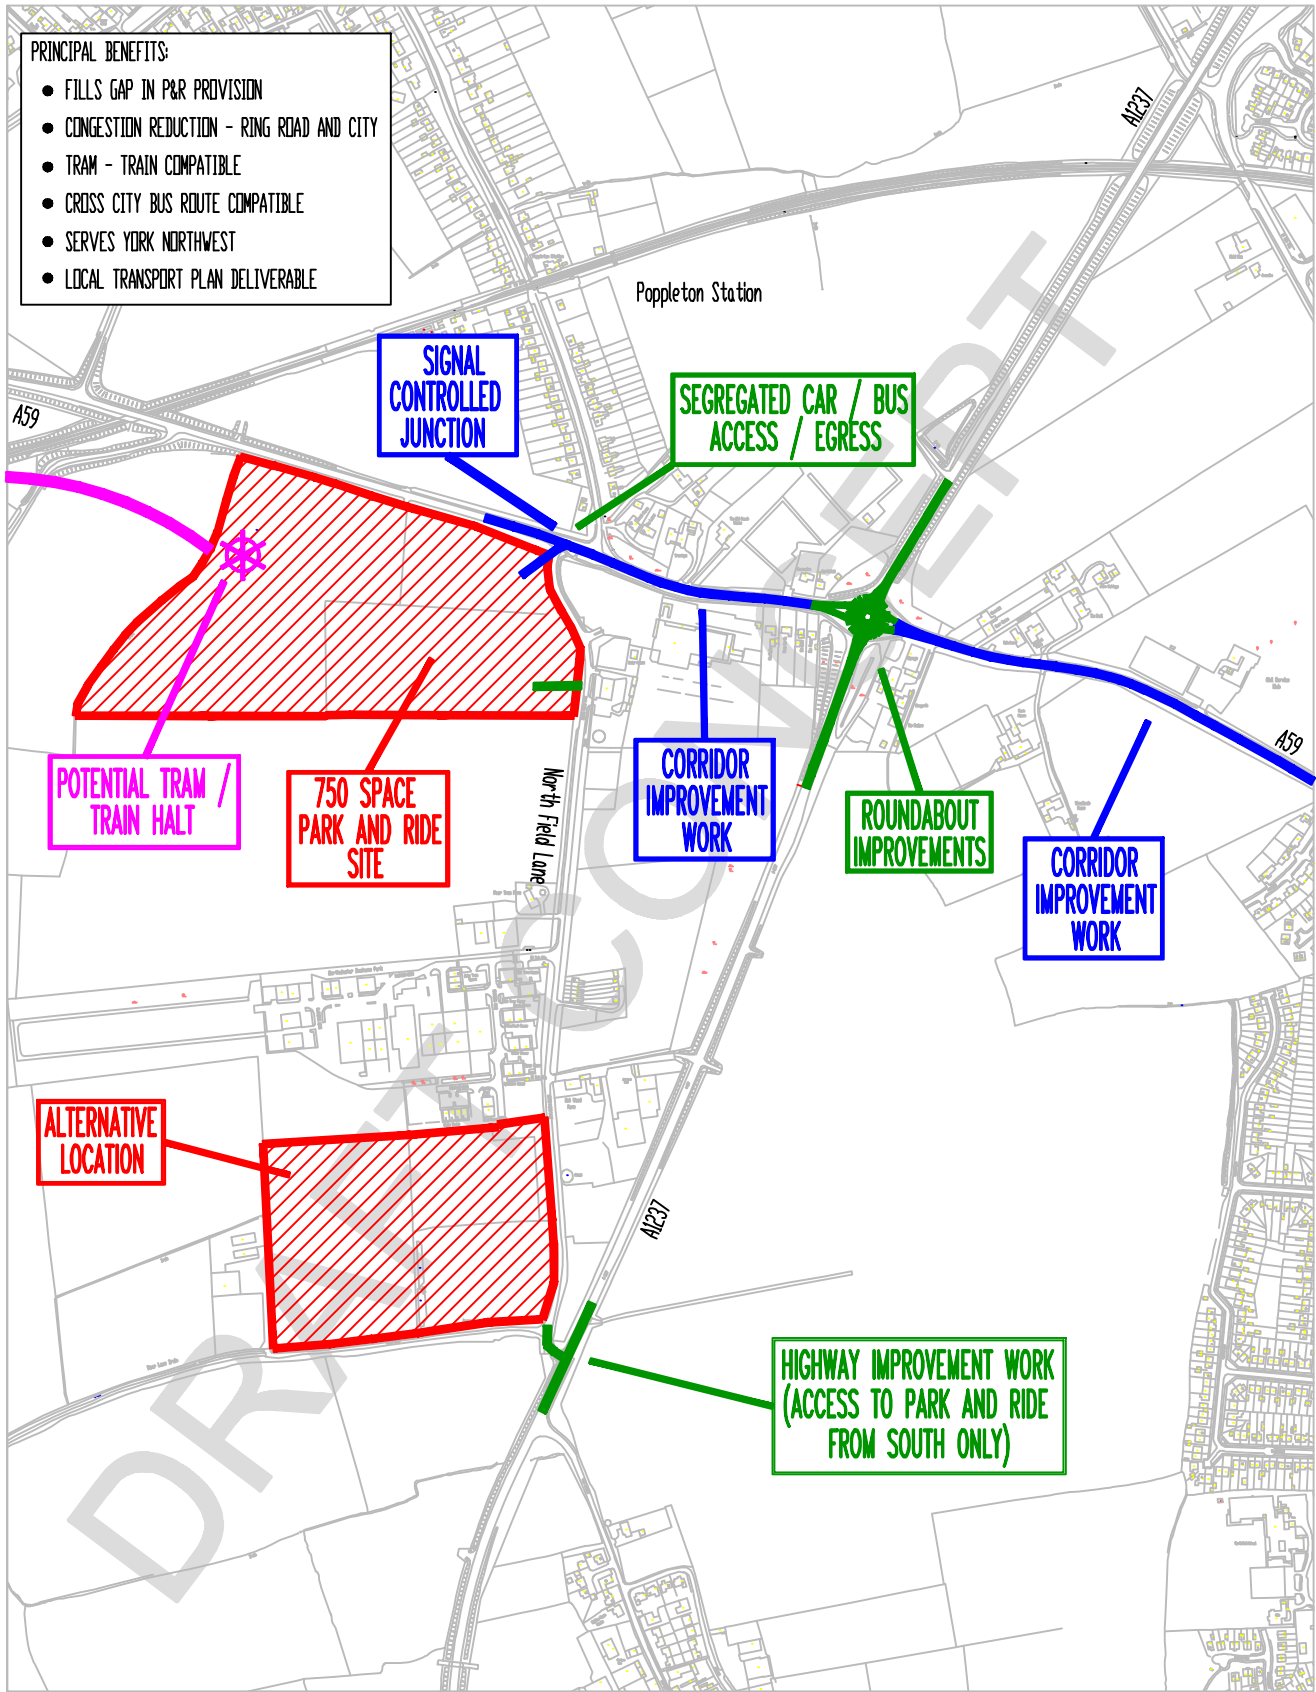 PRINCIPAL BENEFITS:
● FILLS GAP IN P&R PROVISION
● CONGESTION REDUCTION - RING ROAD AND CITY
● TRAM - TRAIN COMPATIBLE
● CROSS CITY BUS ROUTE COMPATIBLE
● SERVES YORK NORTHWEST
● LOCAL TRANSPORT PLAN DELIVERABLE
A1237
Poppleton Station
A59
SIGNAL
CONTROLLED
JUNCTION
SEGREGATED CAR / BUS
ACCESS / EGRESS
POTENTIAL TRAM /
TRAIN HALT
750 SPACE
PARK AND RIDE
SITE
North Field Lane
CORRIDOR
IMPROVEMENT
WORK
ROUNDABOUT
IMPROVEMENTS
A59
CORRIDOR
IMPROVEMENT
WORK
ALTERNATIVE
LOCATION
A1237
HIGHWAY IMPROVEMENT WORK
(ACCESS TO PARK AND RIDE
FROM SOUTH ONLY)
DRAFT CONCEPT